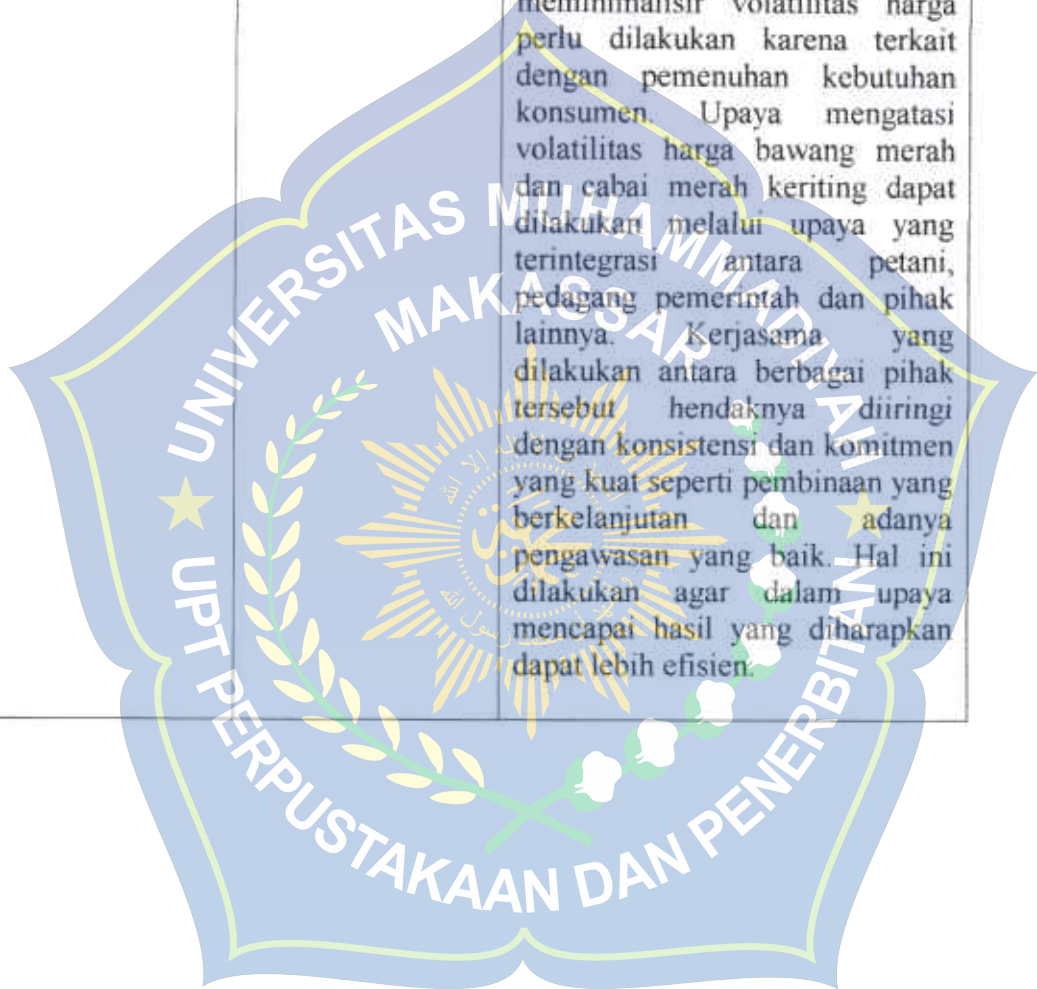 meminimalisir volatilitas harga
perlu dilakukan karena terkait
dengan pemenuhan kebutuhan
konsumen. Upaya mengatasi
volatilitas harga bawang merah
dan cabai merah keriting dapat
dilakukan melalui upaya yang
terintegrasi antara petani,
pedagang pemerintah dan pihak
lainnya. Kerjasama yang
dilakukan antara berbagai pihak
tersebut hendaknya diiringi
dengan konsistensi dan komitmen
yang kuat seperti pembinaan yang
berkelanjutan dan adanya
pengawasan yang baik. Hal ini
dilakukan agar dalam upaya
mencapai hasil yang diharapkan
dapat lebih efisien.
UNIVERSITAS MUHAMMADIYAH
MAKASSAR
UPT PERPUSTAKAAN DAN PENERBITAN